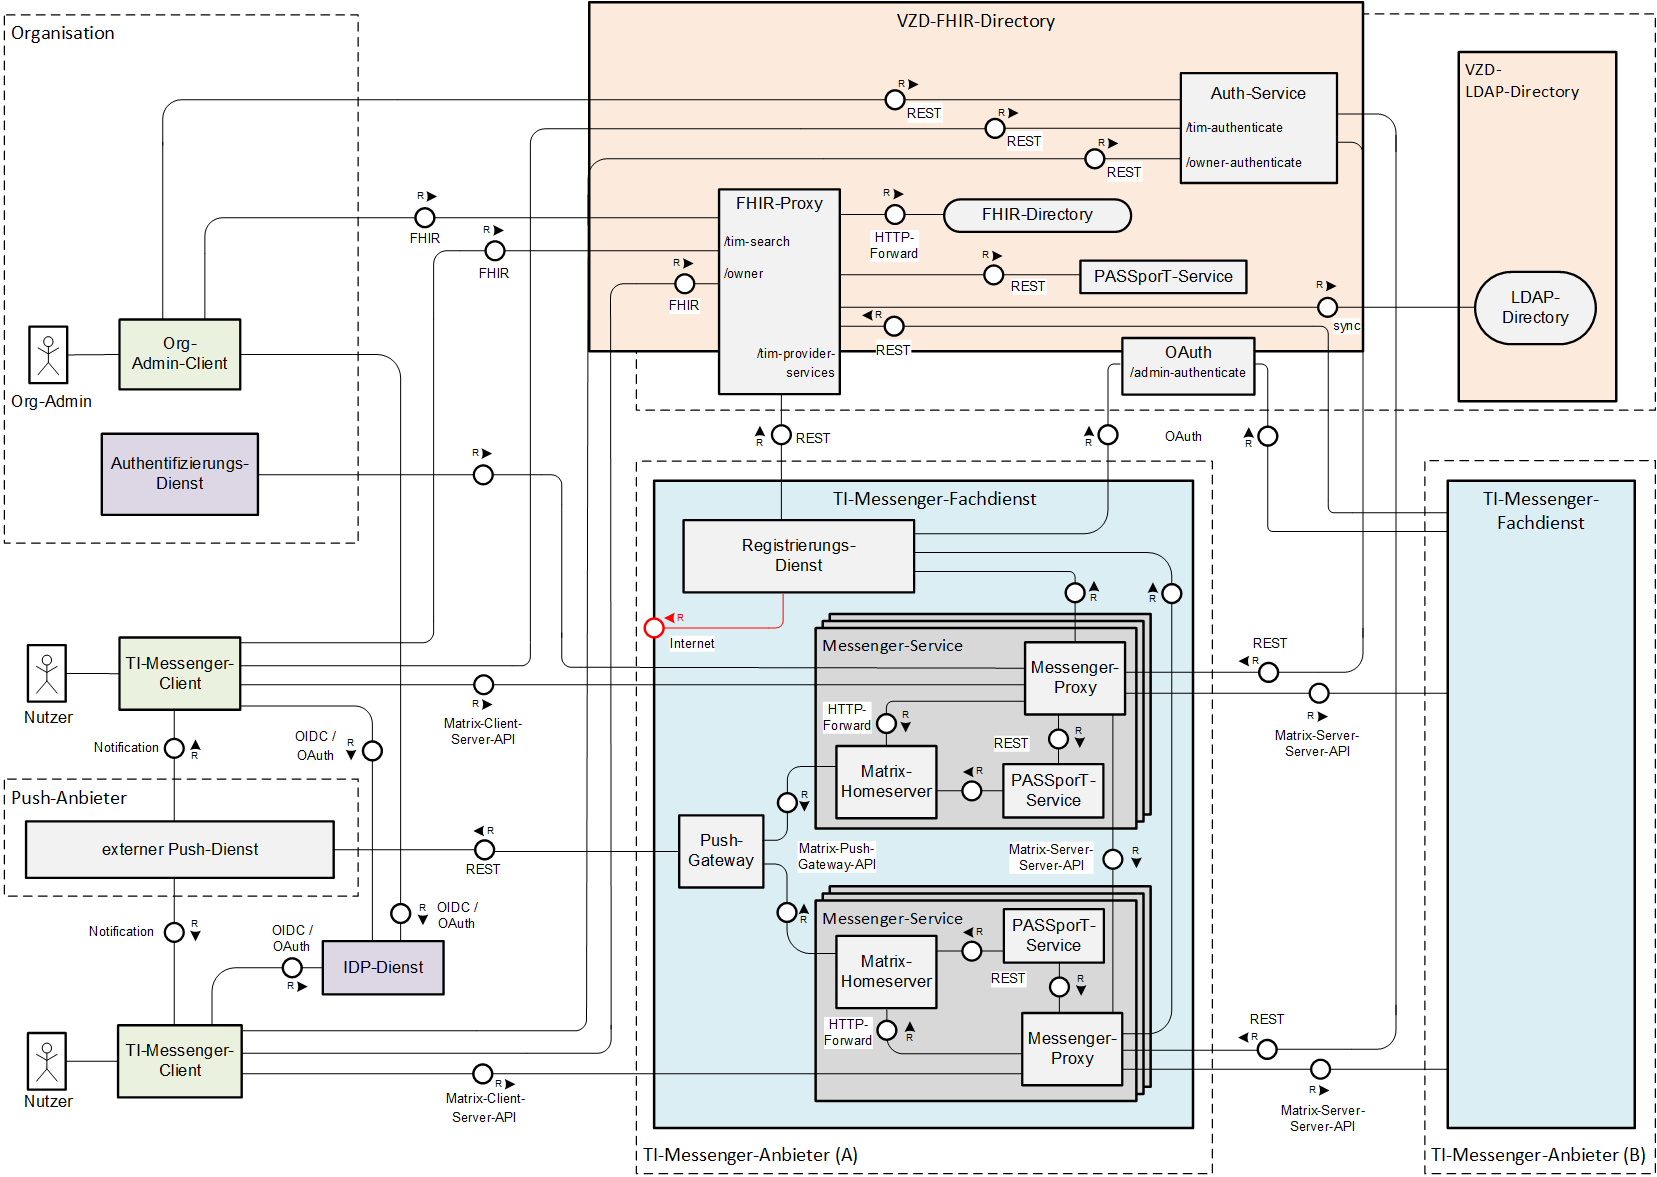 Organisation
VZD-FHIR-Directory
VZD-
LDAP-Directory
R
REST
R
REST
R
REST
Auth-Service
/tim-authenticate
/owner-authenticate
R
FHIR
R
FHIR
R
FHIR
FHIR-Proxy
/tim-search
/owner
/tim-provider-
services
R
HTTP-
Forward
FHIR-Directory
R
REST
PASSporT-Service
R
sync
LDAP-
Directory
R
REST
OAuth
/admin-authenticate
Org-
Admin-Client
Org-Admin
Authentifizierungs-
Dienst
R
R
REST
R
OAuth
R
TI-Messenger-Fachdienst
Registrierungs-
Dienst
R
Internet
R
R
TI-Messenger-
Fachdienst
Messenger-Service
Messenger-
Proxy
HTTP-
Forward
R
REST
R
Matrix-
Homeserver
R
PASSporT-
Service
R
REST
R
Matrix-Server-
Server-API
TI-Messenger-
Client
Nutzer
R
Matrix-Client-
Server-API
Notification
R
OIDC /
OAuth
R
Push-Anbieter
externer Push-Dienst
R
REST
Push-
Gateway
R
Matrix-Push-
Gateway-API
R
Matrix-Server-
Server-API
R
Notification
R
OIDC /
OAuth
R
R
OIDC /
OAuth
IDP-Dienst
Messenger-Service
PASSporT-
Service
R
Matrix-
Homeserver
REST
R
HTTP-
Forward
R
Messenger-
Proxy
REST
R
R
Matrix-Server-
Server-API
TI-Messenger-
Client
Nutzer
R
Matrix-Client-
Server-API
TI-Messenger-Anbieter (A)
TI-Messenger-Anbieter (B)